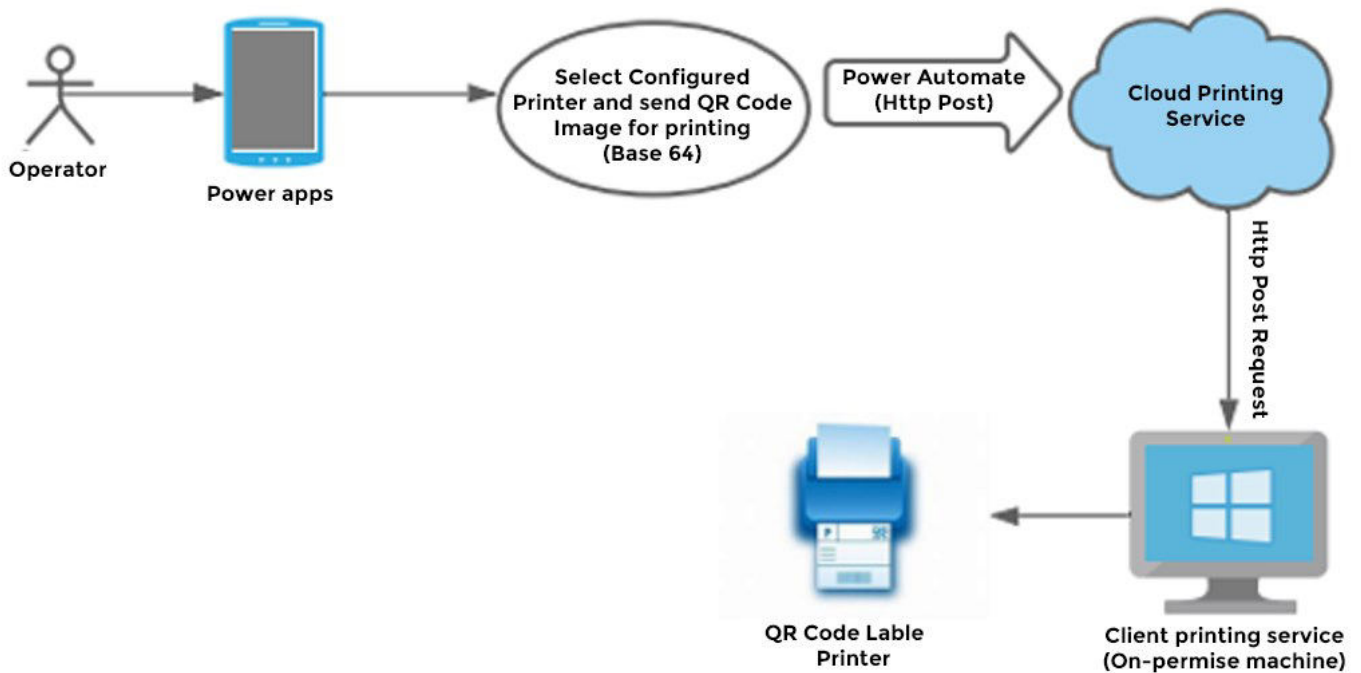 Operator
Power apps
Select Configured
Printer and send QR Code
Image for printing
(Base 64)
Power Automate
(Http Post)
Cloud Printing
Service
Http Post Request
P
QR Code Lable
Printer
Client printing service
(On-permise machine)